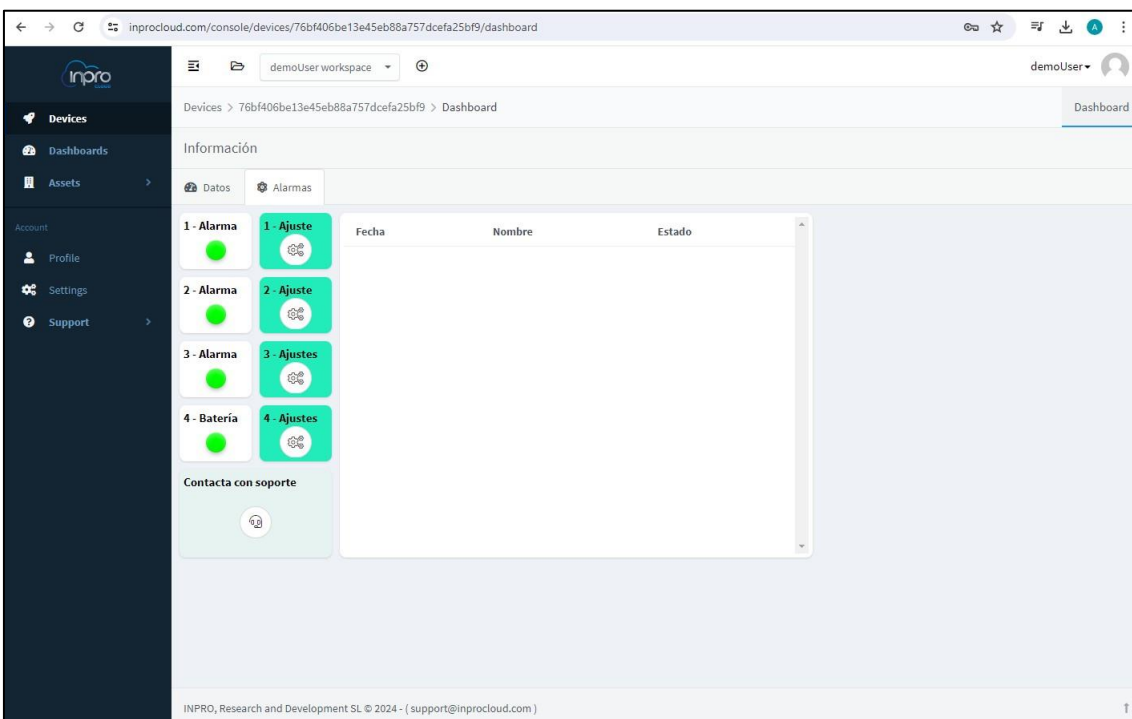 inprocloud.com/console/devices/76bf406be13e45eb88a757dcefa25bf9/dashboard
A
inpro
CLOUD
demoUser workspace
demoUser
Devices
Dashboards
Assets
Account
Profile
Settings
Support
Devices > 76bf406be13e45eb88a757dcefa25bf9 > Dashboard
Dashboard
Información
Datos
Alarmas
1 - Alarma
1 - Ajuste
2 - Alarma
2 - Ajuste
3 - Alarma
3 - Ajustes
4 - Batería
4 - Ajustes
Contacta con soporte
Fecha Nombre Estado
INPRO, Research and Development SL © 2024 - ( support@inprocloud.com )